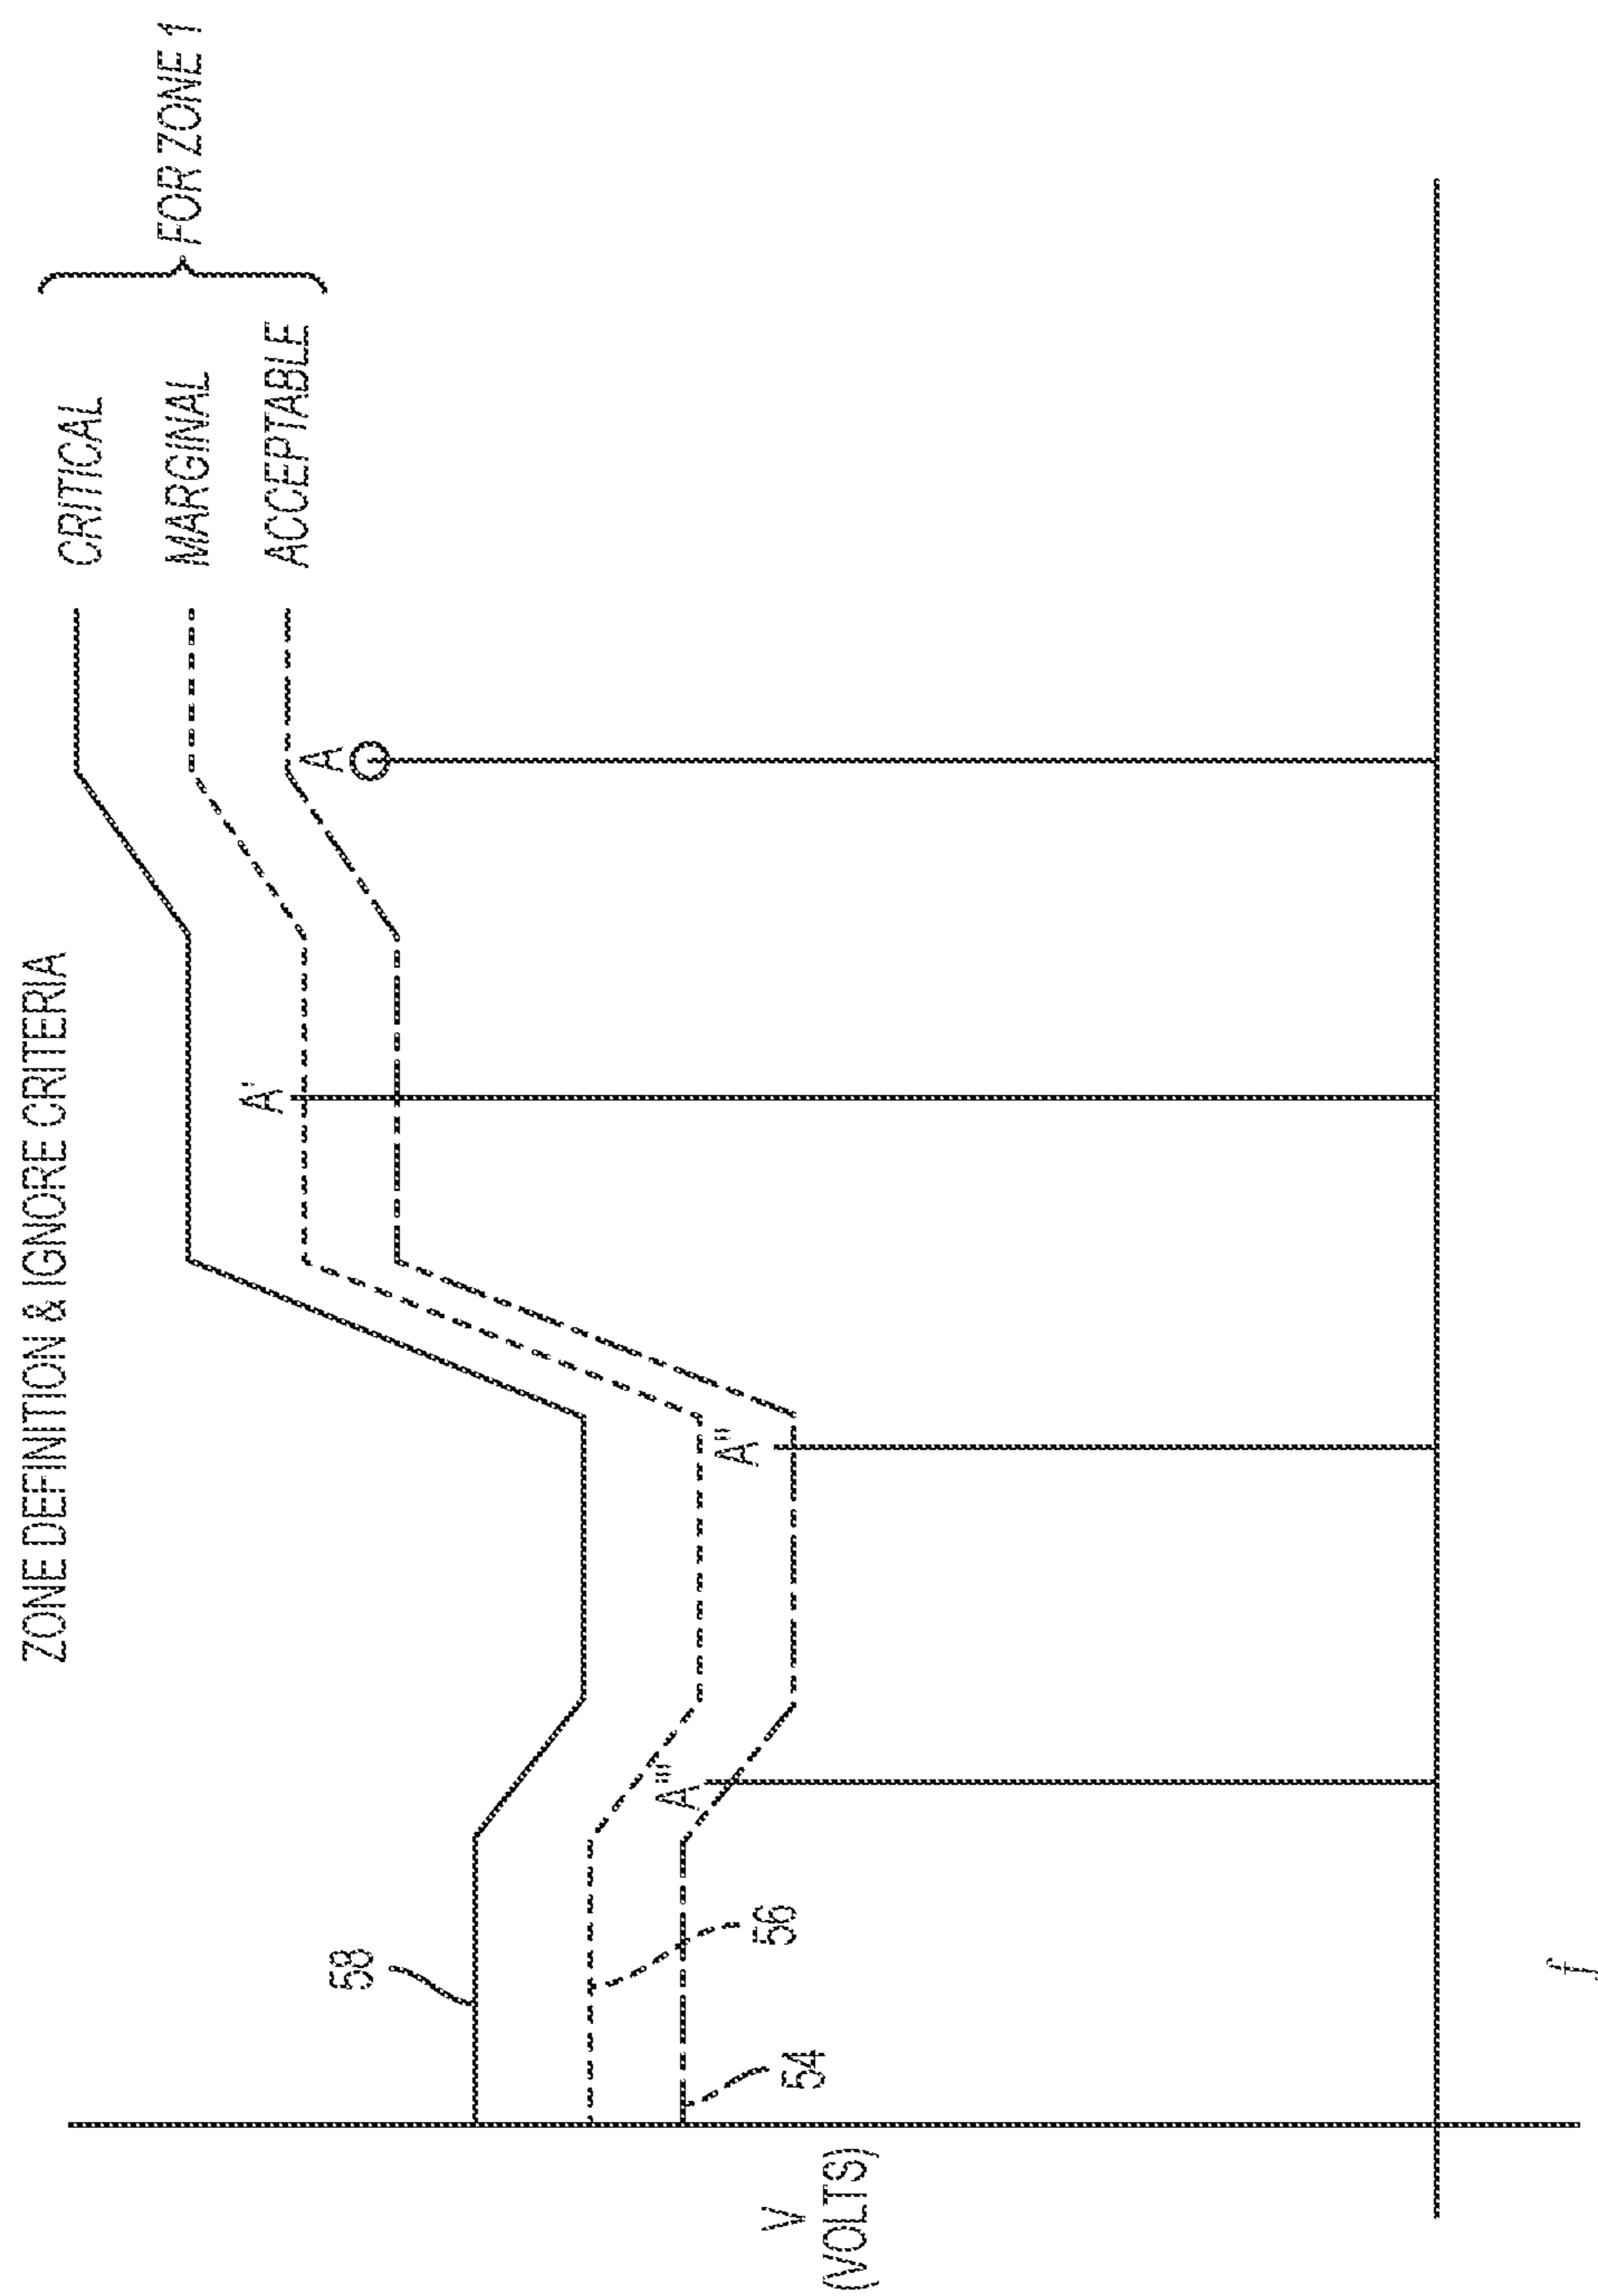 ZONE DEFINITION & IGNORE CRITERIA
CRITICAL
MARGINAL
ACCEPTABLE
FOR ZONE 1
A
A'
A"
A'''
58
56
54
V
(VOLTS)
f